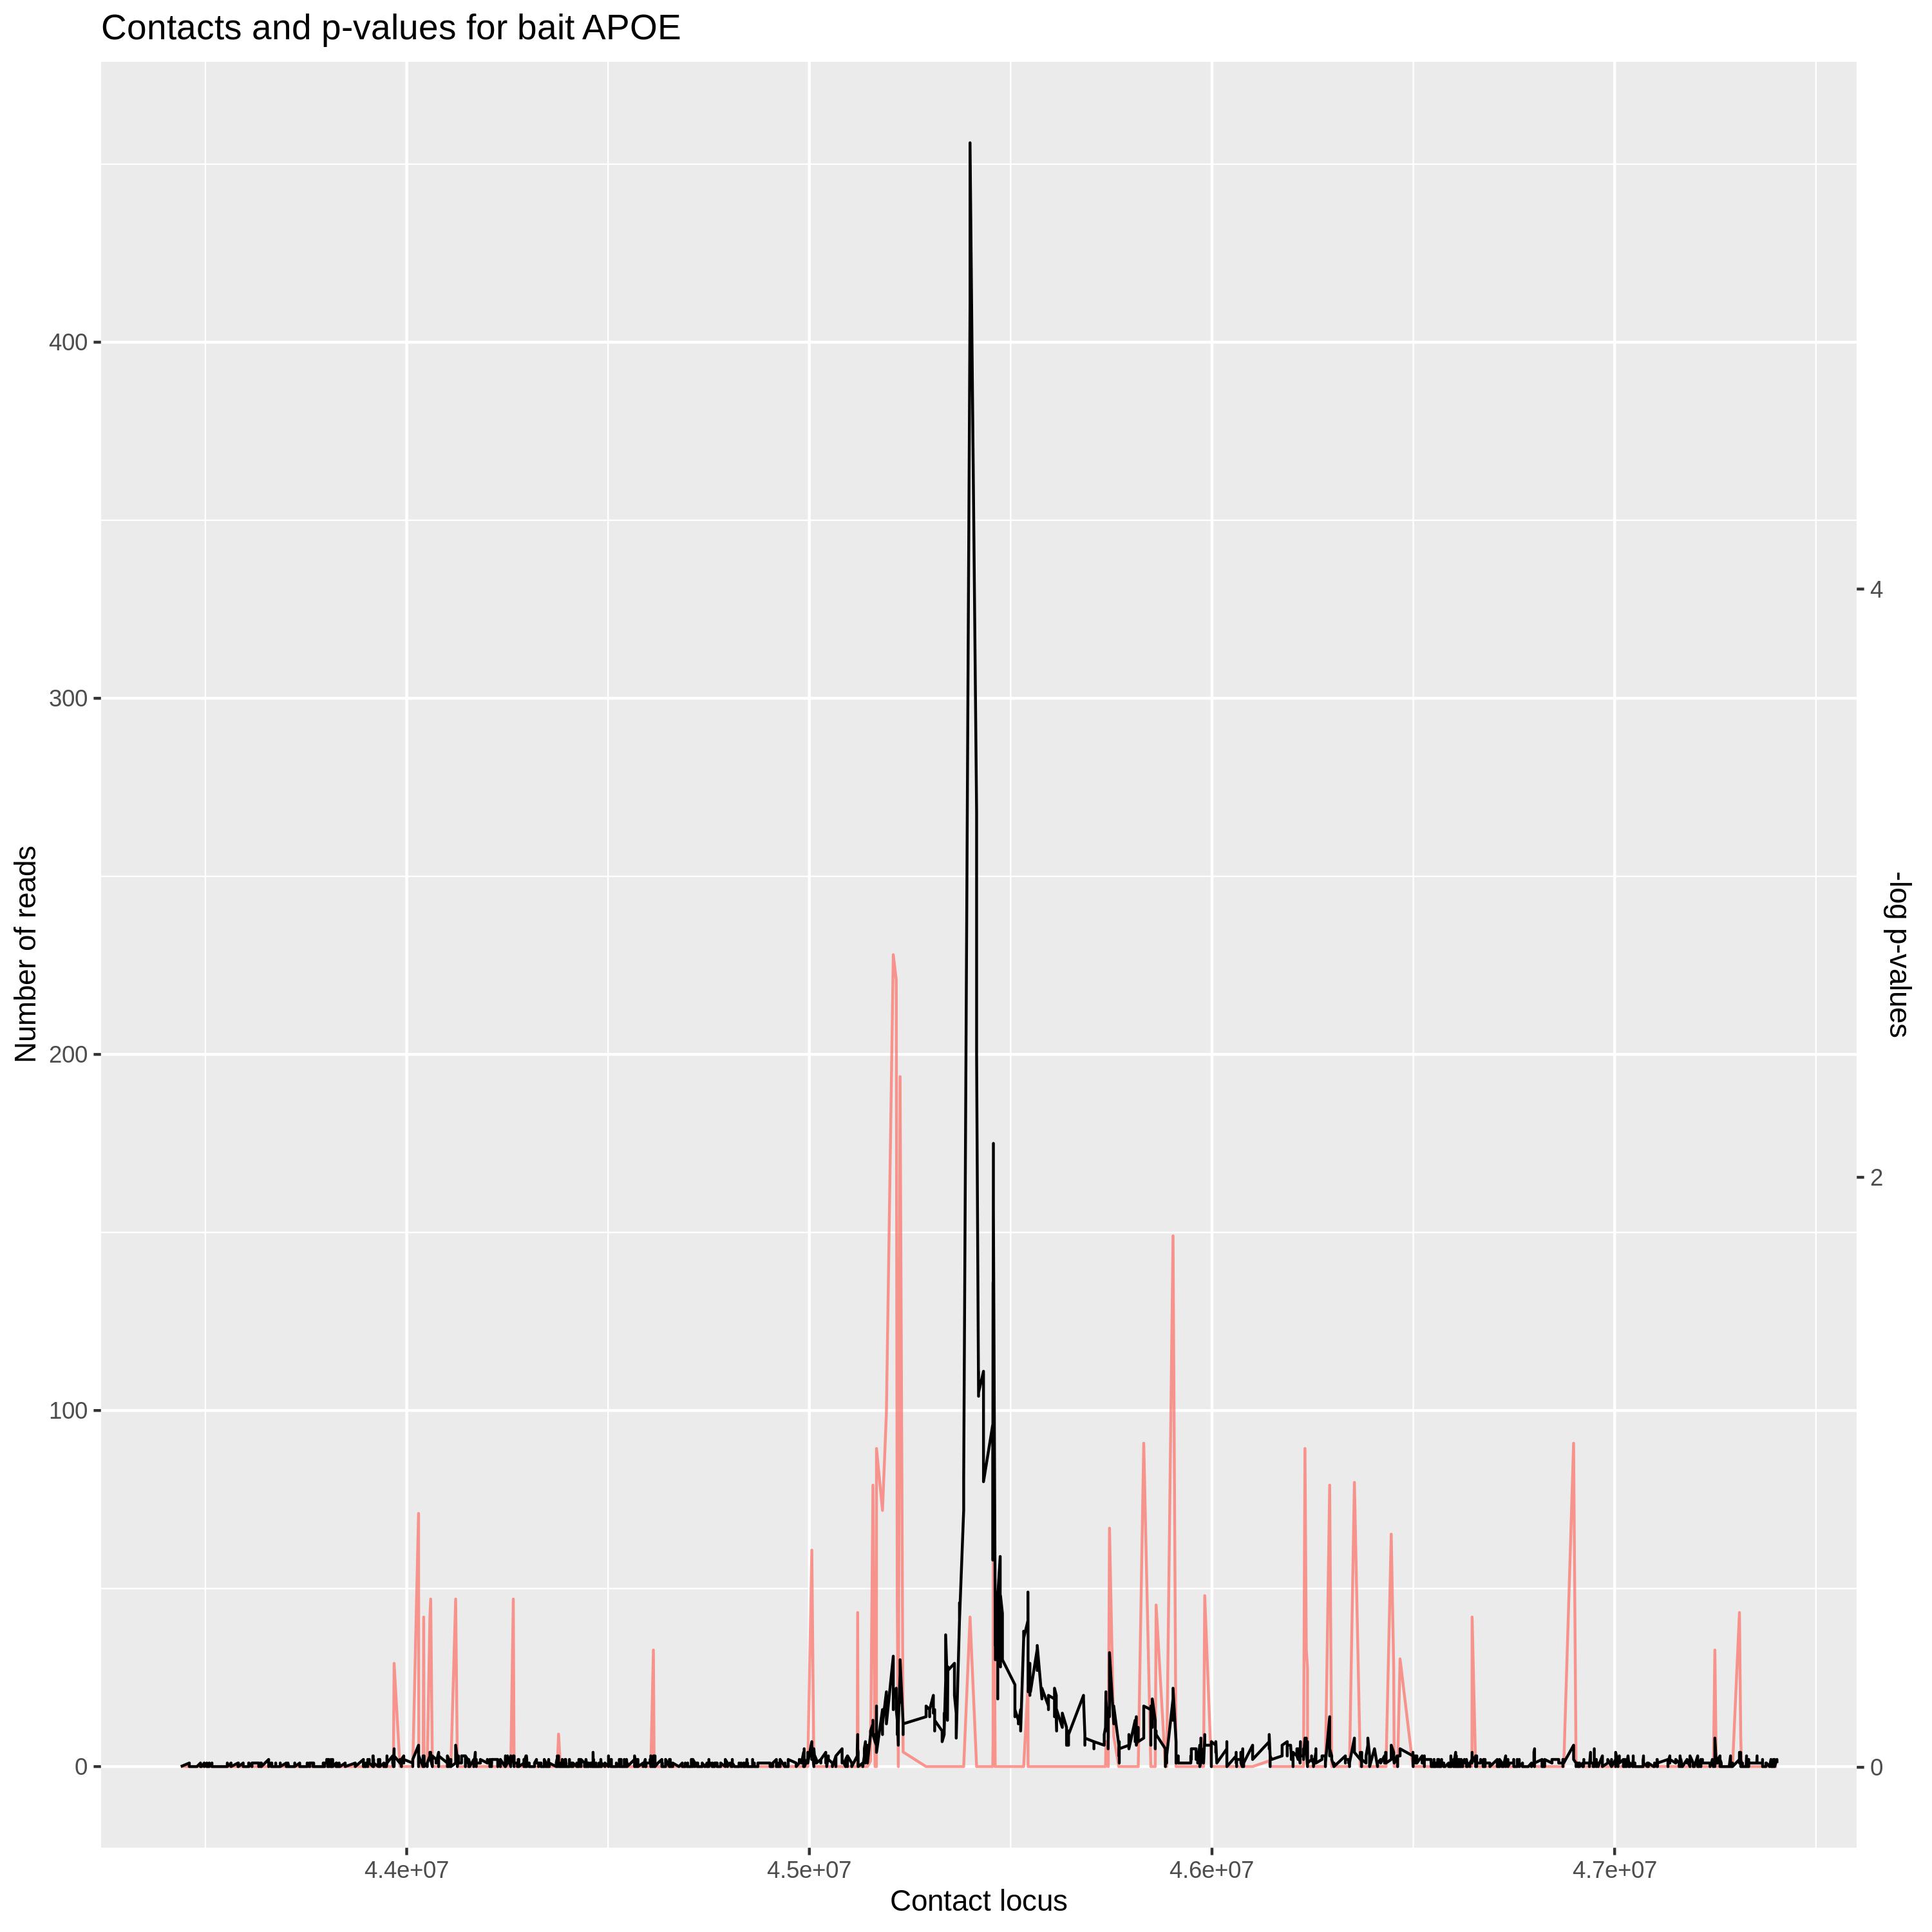 Contacts and p-values for bait APOE
Number of reads
400
300
200
100
0
4
2
0
-log p-values
4.4e+07 4.5e+07 4.6e+07 4.7e+07
Contact locus